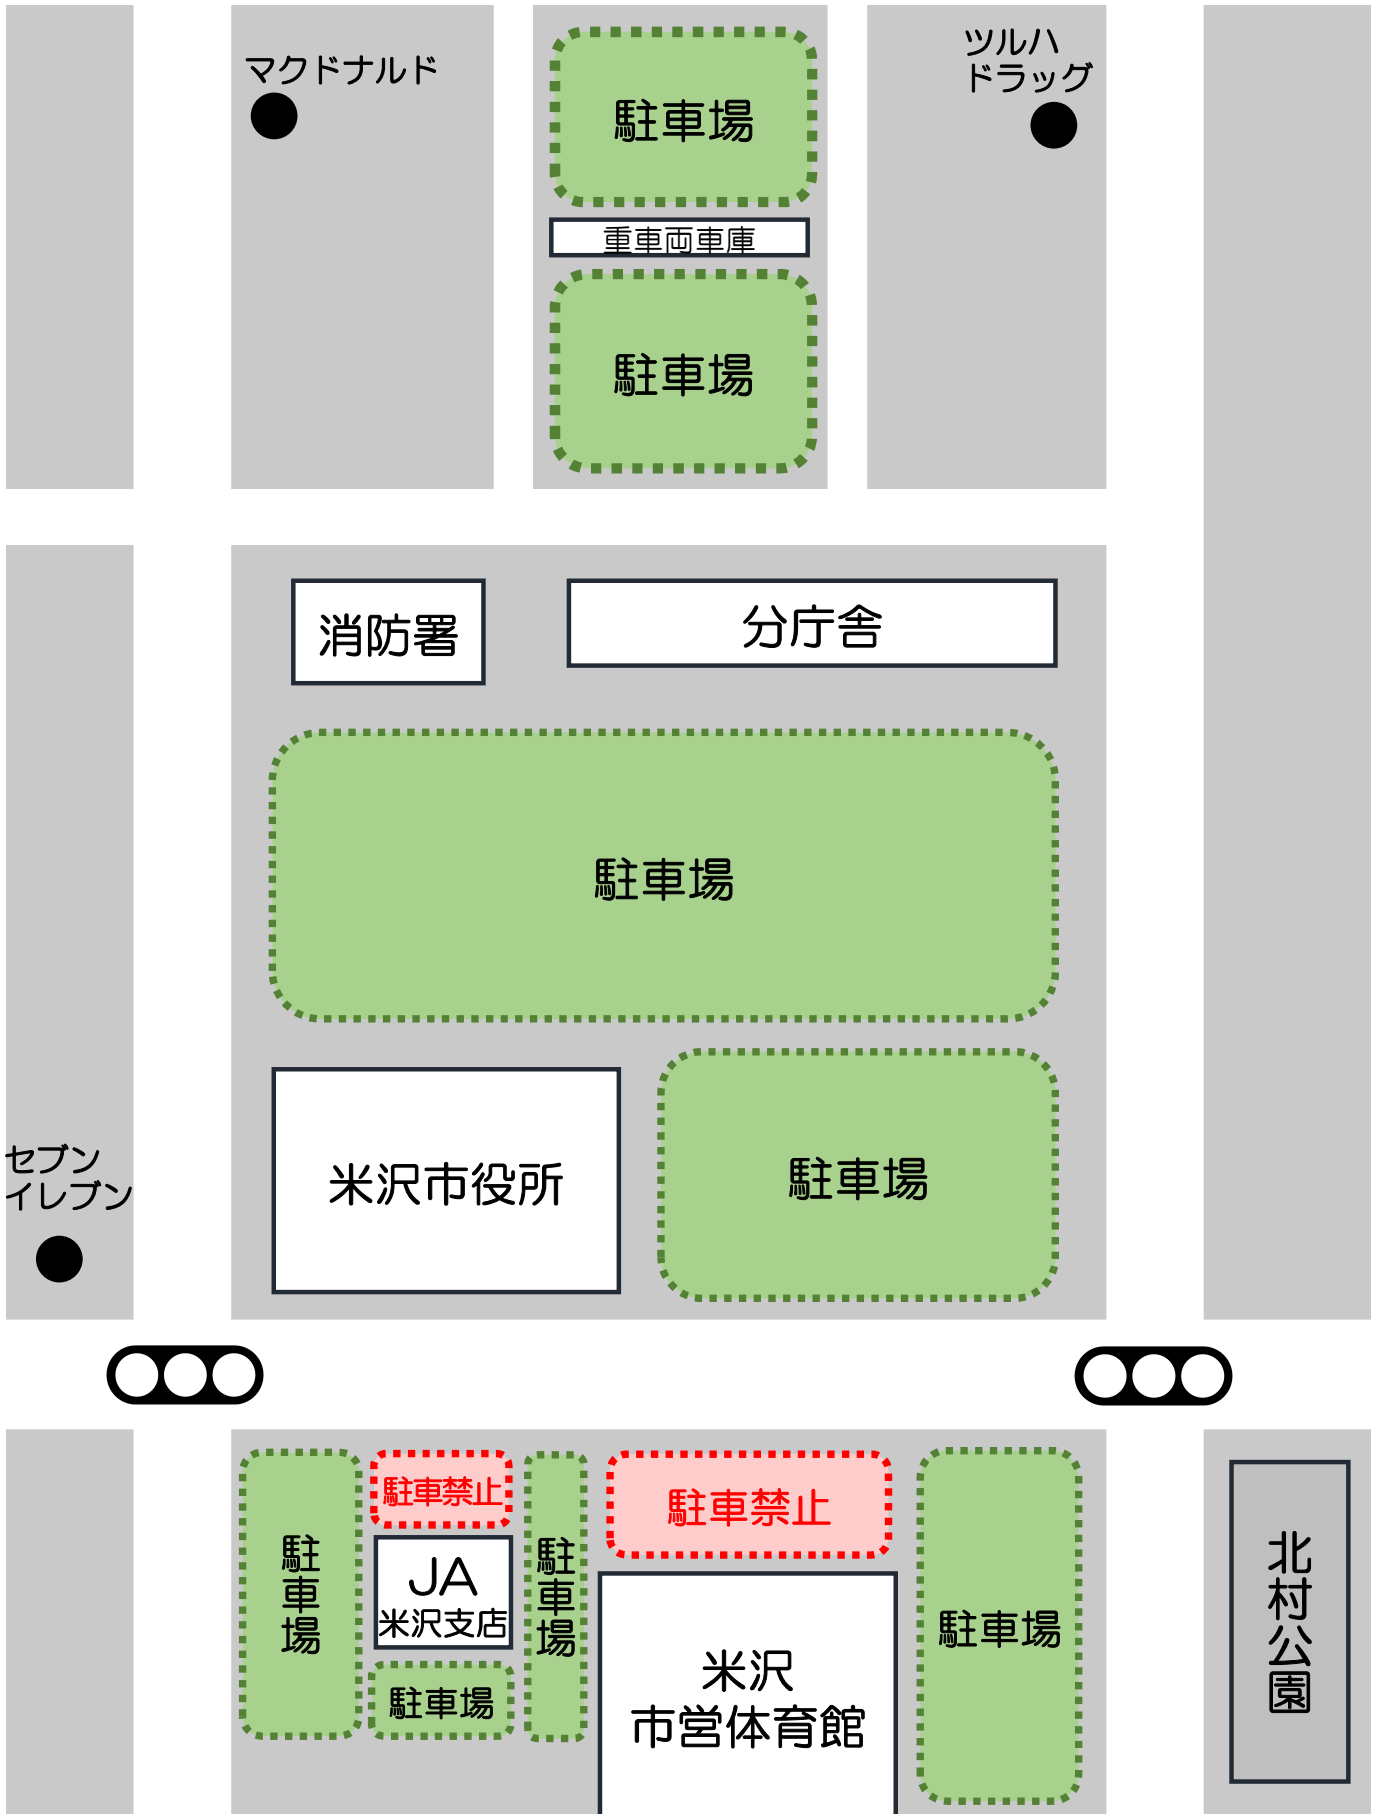 マクドナルド
ツルハ
ドラッグ
駐車場
重車両車庫
駐車場
消防署
分庁舎
駐車場
セブン
イレブン
米沢市役所
駐車場
駐車場
駐車禁止
JA
米沢支店
駐車場
駐車場
駐車禁止
米沢
市営体育館
駐車場
北村公園